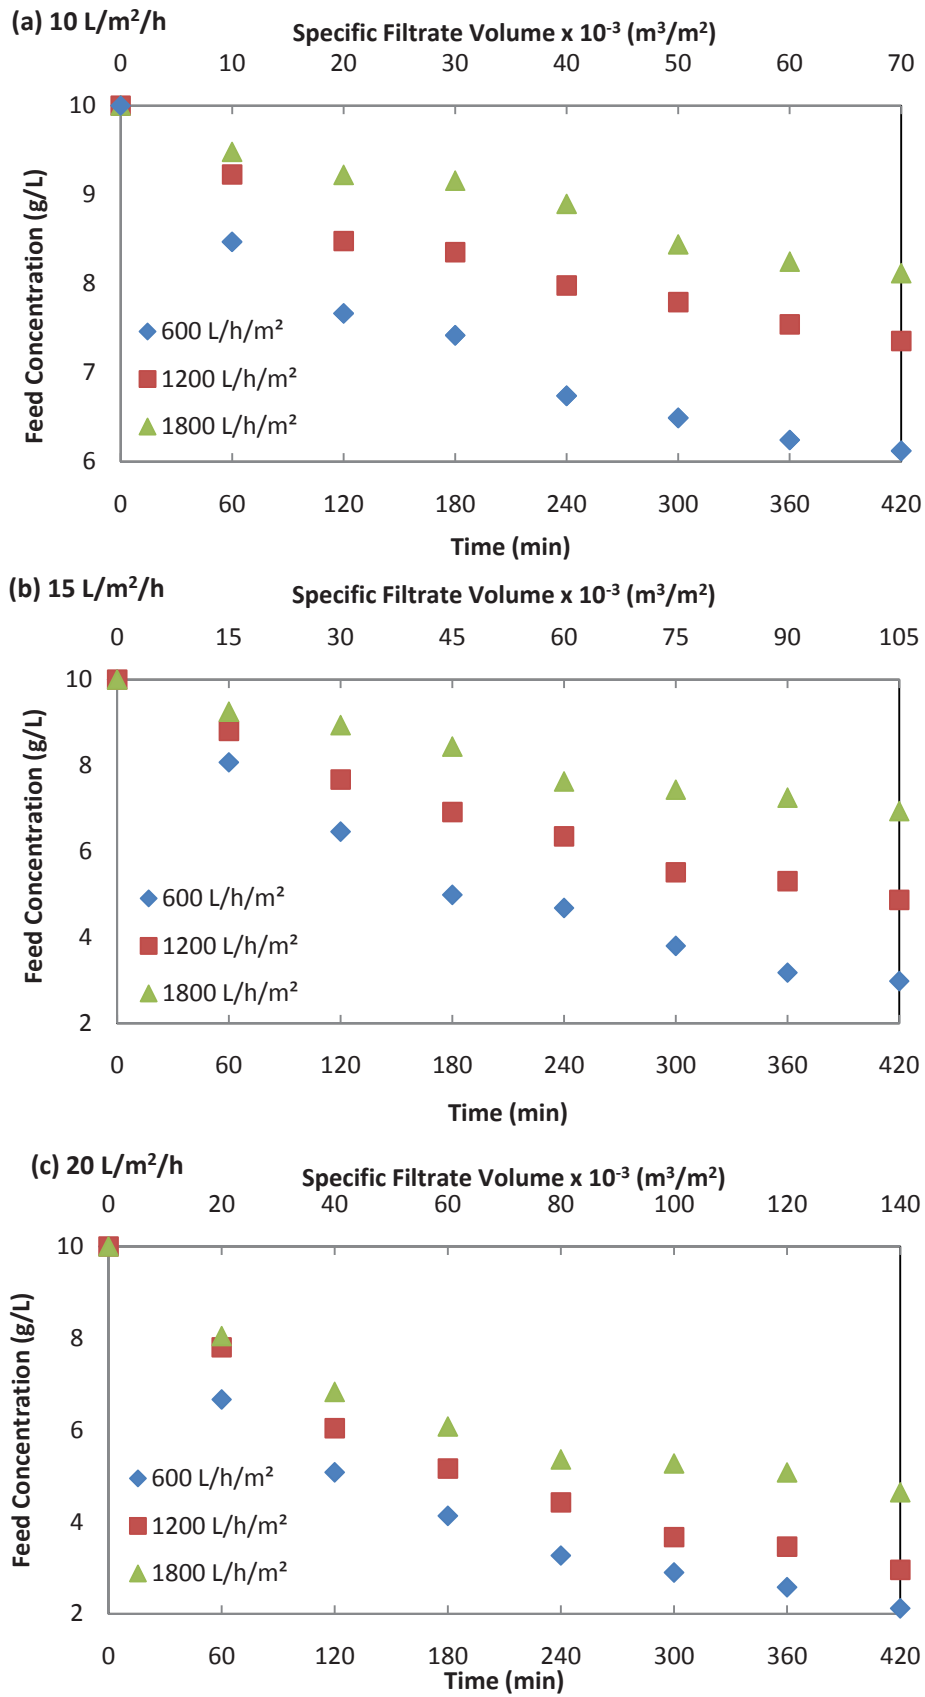 (a) 10 L/m²/h
Specific Filtrate Volume x 10⁻³ (m³/m²)
0 10 20 30 40 50 60 70
10
9
8
7
6
Feed Concentration (g/L)
600 L/h/m²
1200 L/h/m²
1800 L/h/m²
0 60 120 180 240 300 360 420
Time (min)
(b) 15 L/m²/h
Specific Filtrate Volume x 10⁻³ (m³/m²)
0 15 30 45 60 75 90 105
10
8
6
4
2
Feed Concentration (g/L)
600 L/h/m²
1200 L/h/m²
1800 L/h/m²
0 60 120 180 240 300 360 420
Time (min)
(c) 20 L/m²/h
Specific Filtrate Volume x 10⁻³ (m³/m²)
0 20 40 60 80 100 120 140
10
8
6
4
2
Feed Concentration (g/L)
600 L/h/m²
1200 L/h/m²
1800 L/h/m²
0 60 120 180 240 300 360 420
Time (min)